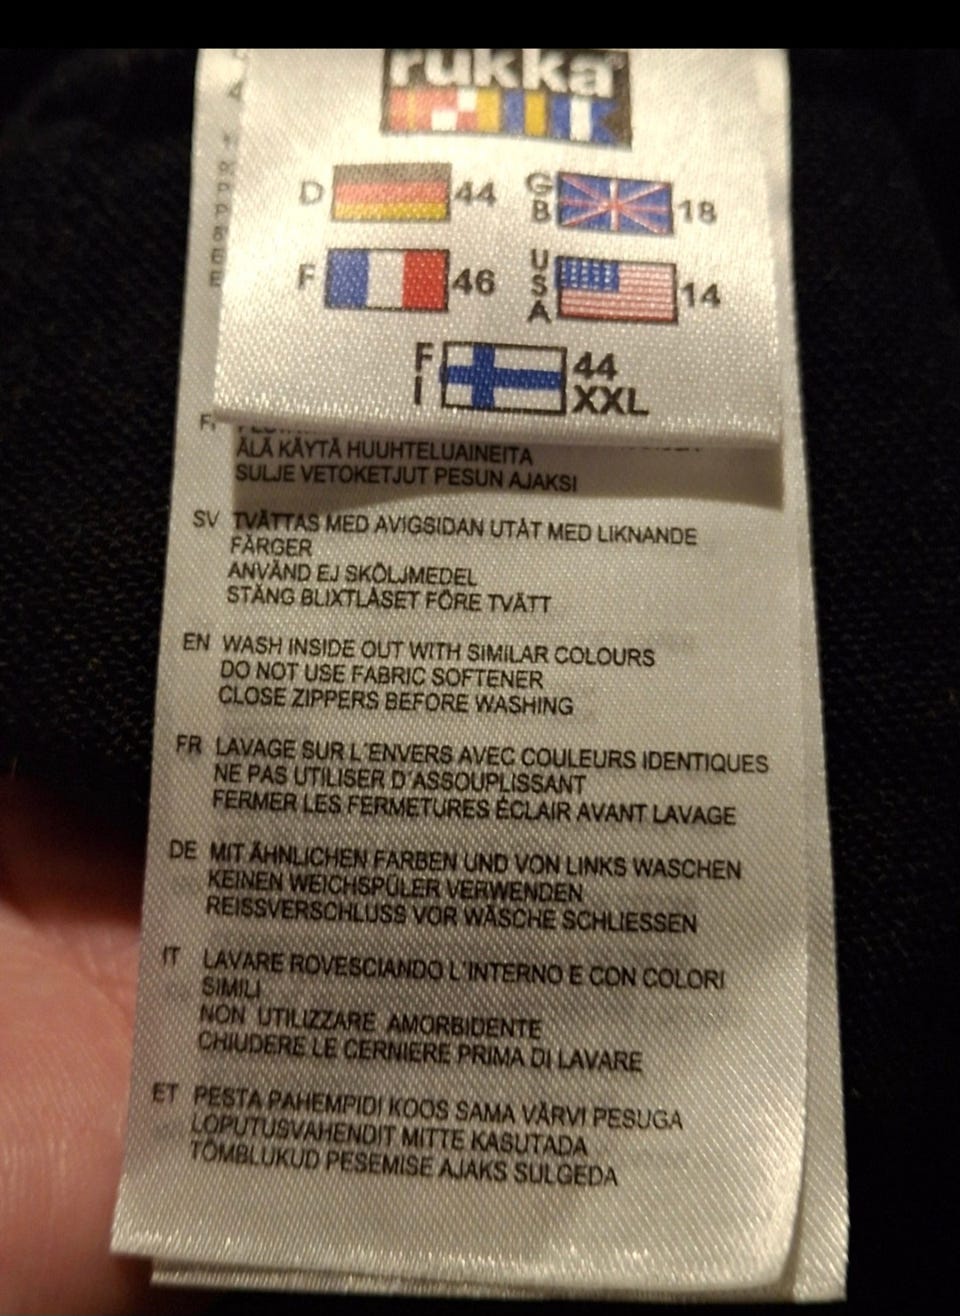 rukka
D 44 GB 18
F 46 USA 14
FI 44
XXL
ÄLÄ KÄYTÄ HUUHTELUAINEITA
SULJE VETOKETJUT PESUN AJAKSI
SV TVÄTTAS MED AVIGSIDAN UTÅT MED LIKNANDE
FÄRGER
ANVÄND EJ SKÖLJMEDEL
STÄNG BLIXTLÅSET FÖRE TVÄTT
EN WASH INSIDE OUT WITH SIMILAR COLOURS
DO NOT USE FABRIC SOFTENER
CLOSE ZIPPERS BEFORE WASHING
FR LAVAGE SUR L'ENVERS AVEC COULEURS IDENTIQUES
NE PAS UTILISER D'ASSOUPLISSANT
FERMER LES FERMETURES ÉCLAIR AVANT LAVAGE
DE MIT ÄHNLICHEN FARBEN UND VON LINKS WASCHEN
KEINEN WEICHSPÜLER VERWENDEN
REISSVERSCHLUSS VOR WÄSCHE SCHLIESSEN
IT LAVARE ROVESCIANDO L'INTERNO E CON COLORI
SIMILI
NON UTILIZZARE AMORBIDENTE
CHIUDERE LE CERNIERE PRIMA DI LAVARE
ET PESTA PAHEMPIDI KOOS SAMA VÄRVI PESUGA
LOPUTUSVAHENDIT MITTE KASUTADA
TÕMBLUKUD PESEMISE AJAKS SULGEDA